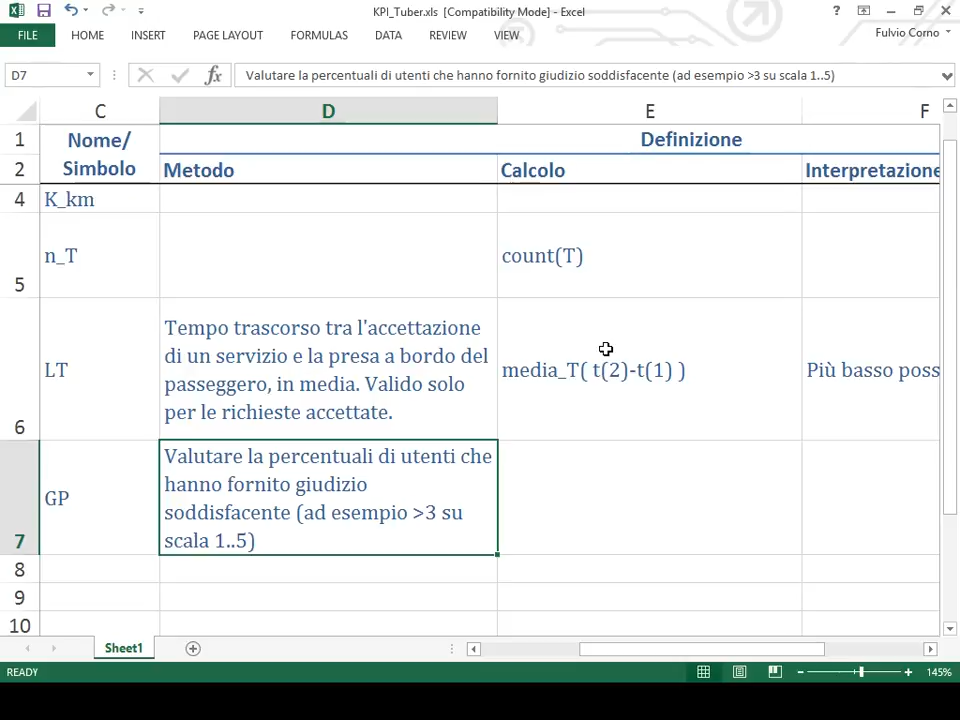 KPI_Tuber.xls [Compatibility Mode] - Excel
FILE HOME INSERT PAGE LAYOUT FORMULAS DATA REVIEW VIEW
Fulvio Corno
D7
fx
Valutare la percentuali di utenti che hanno fornito giudizio soddisfacente (ad esempio >3 su scala 1..5)
C D E F
1
Nome/
Simbolo
Definizione
2
Metodo
Calcolo
Interpretazione
4
K_km
5
n_T
count(T)
6
LT
Tempo trascorso tra l'accettazione
di un servizio e la presa a bordo del
passeggero, in media. Valido solo
per le richieste accettate.
media_T( t(2)-t(1) )
Più basso poss
7
GP
Valutare la percentuali di utenti che
hanno fornito giudizio
soddisfacente (ad esempio >3 su
scala 1..5)
8
9
10
Sheet1
READY
145%